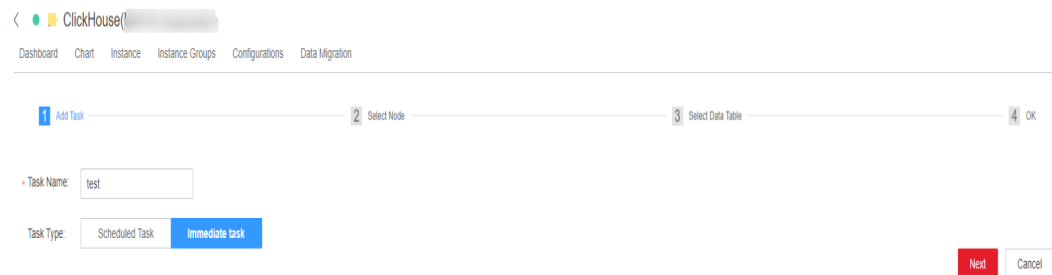 ClickHouse(
Dashboard Chart Instance Instance Groups Configurations Data Migration
1 Add Task 2 Select Node 3 Select Data Table 4 OK
* Task Name: test
Task Type: Scheduled Task Immediate task
Next Cancel